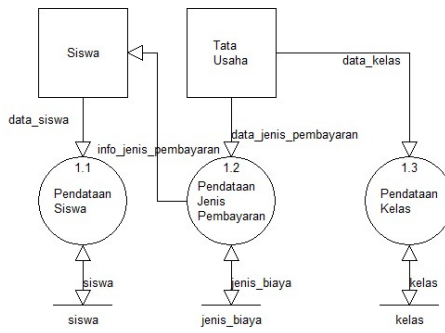 Siswa
Tata
Usaha
data_kelas
data_siswa
data_jenis_pembayaran
info_jenis_pembayaran
1.1
Pendataan
Siswa
1.2
Pendataan
Jenis
Pembayaran
1.3
Pendataan
Kelas
siswa
jenis_biaya
kelas
siswa
jenis_biaya
kelas